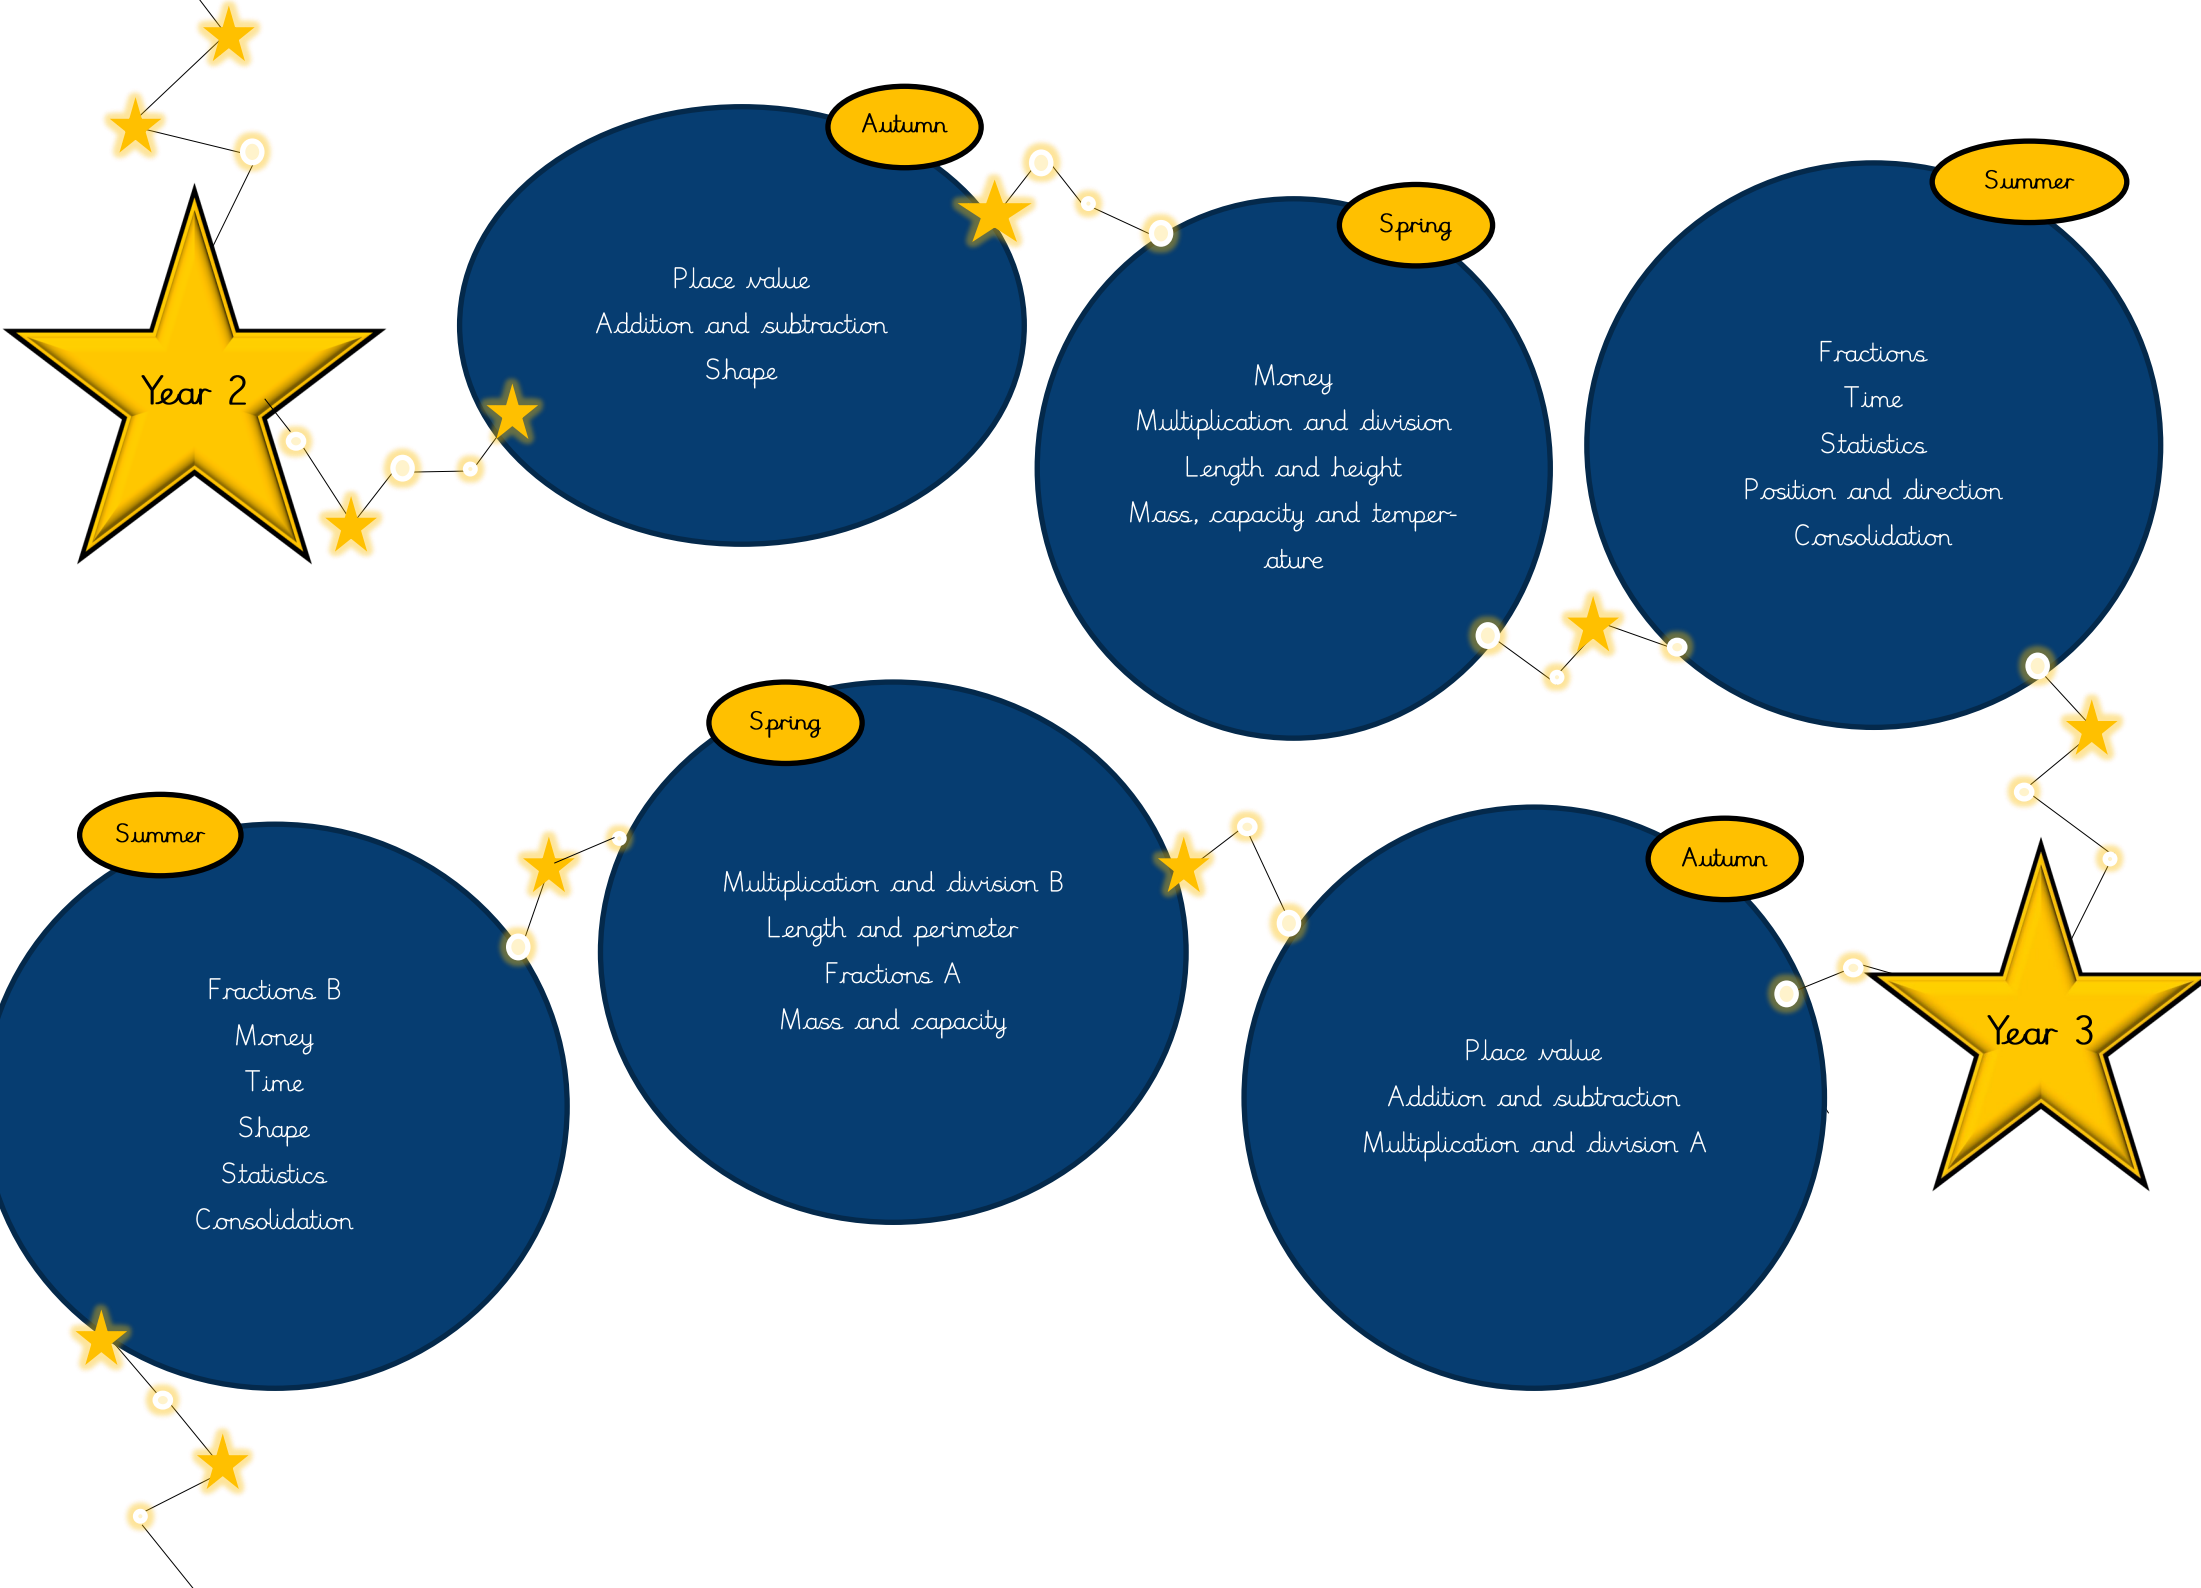 Year 2
Autumn
Place value
Addition and subtraction
Shape
Spring
Money
Multiplication and division
Length and height
Mass, capacity and temper-
ature
Summer
Fractions
Time
Statistics
Position and direction
Consolidation
Year 3
Autumn
Place value
Addition and subtraction
Multiplication and division A
Spring
Multiplication and division B
Length and perimeter
Fractions A
Mass and capacity
Summer
Fractions B
Money
Time
Shape
Statistics
Consolidation